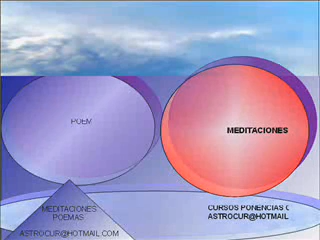 POEM
MEDITACIONES
MEDITACIONES
POEMAS
ASTROCUR@HOTMAIL.COM
CURSOS PONENCIAS C
ASTROCUR@HOTMAIL